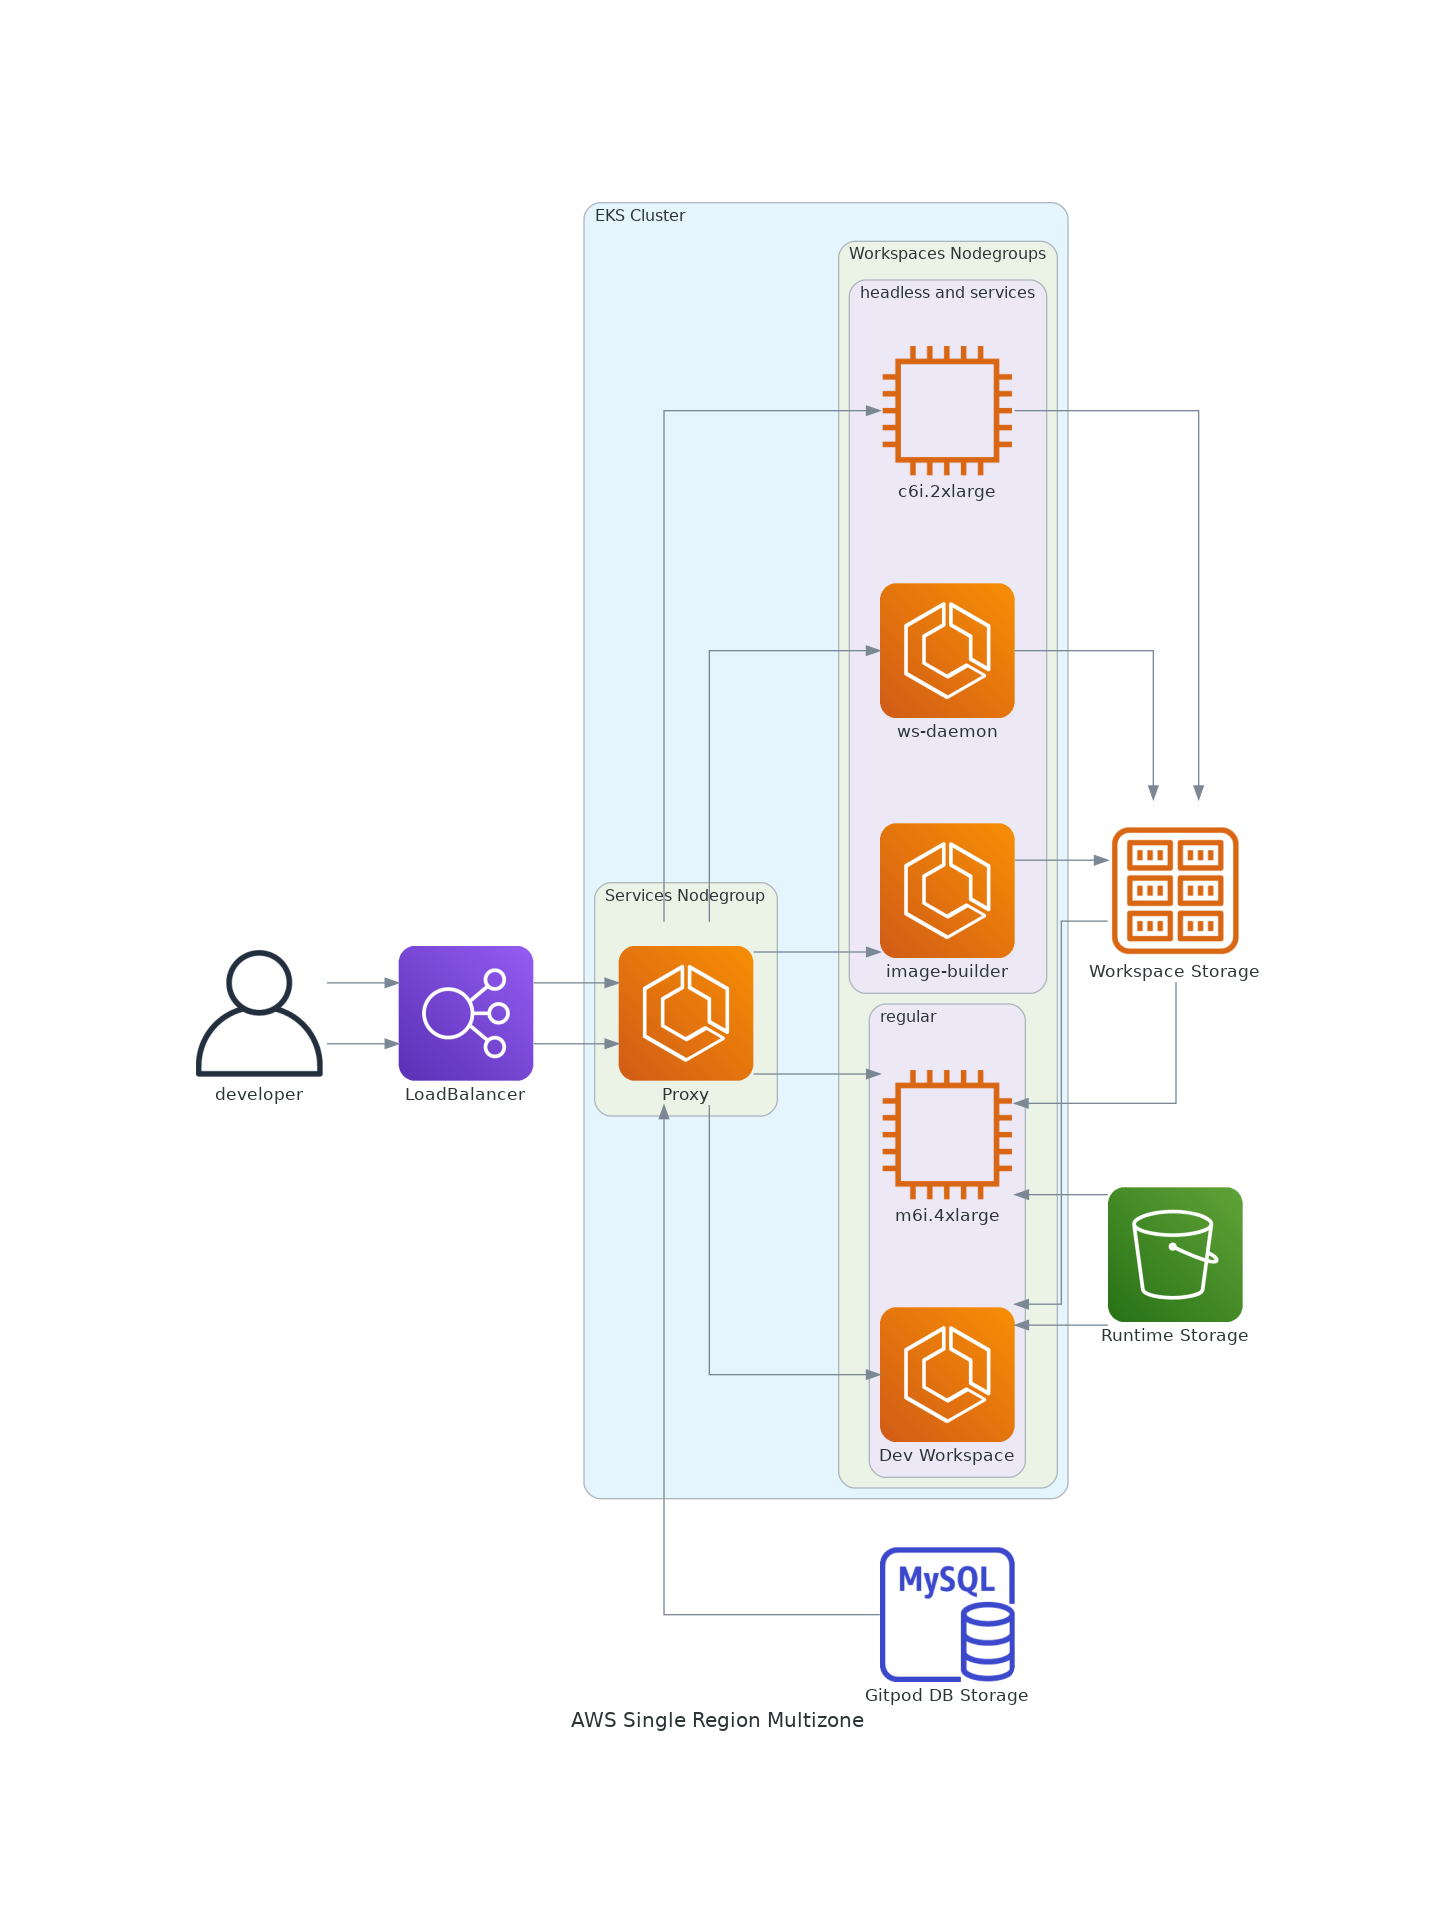 EKS Cluster
Workspaces Nodegroups
headless and services
c6i.2xlarge
ws-daemon
image-builder
Services Nodegroup
Workspace Storage
regular
developer
LoadBalancer
Proxy
m6i.4xlarge
Runtime Storage
Dev Workspace
MySQL
Gitpod DB Storage
AWS Single Region Multizone